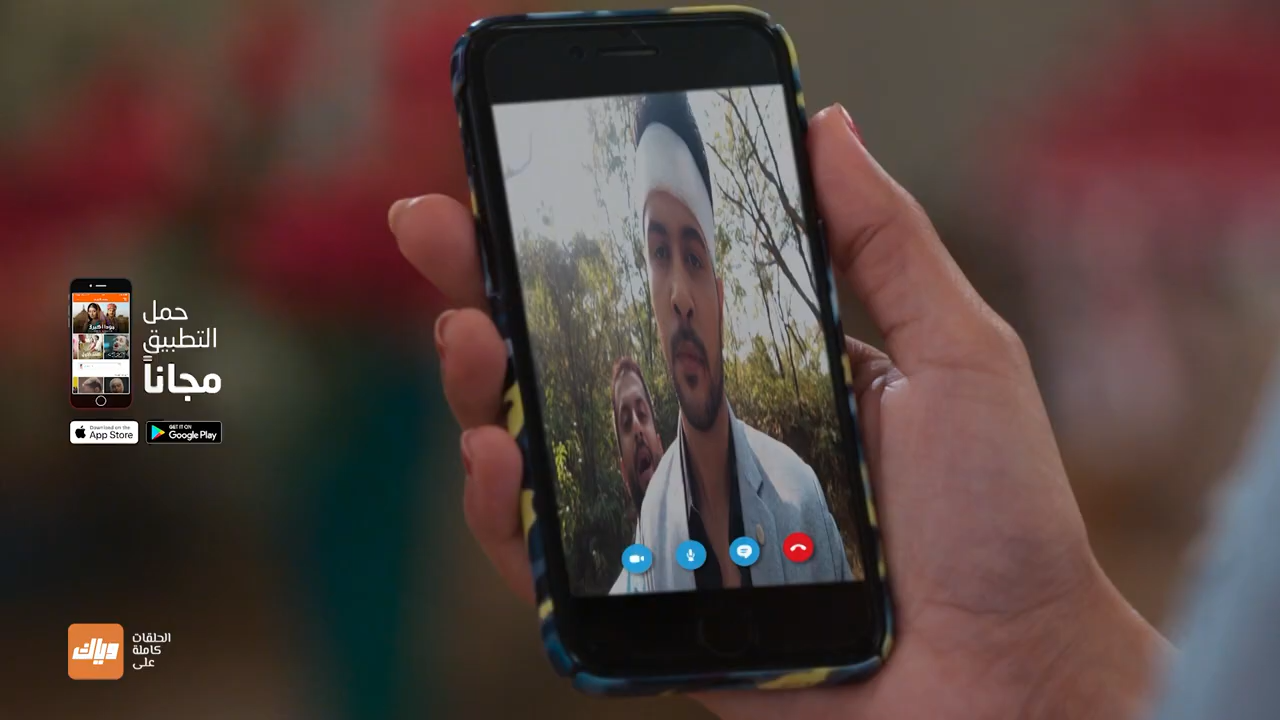 حمل
التطبيق
مجاناً
Download on the
App Store
GET IT ON
Google Play
وياك
الحلقات
كاملة
على